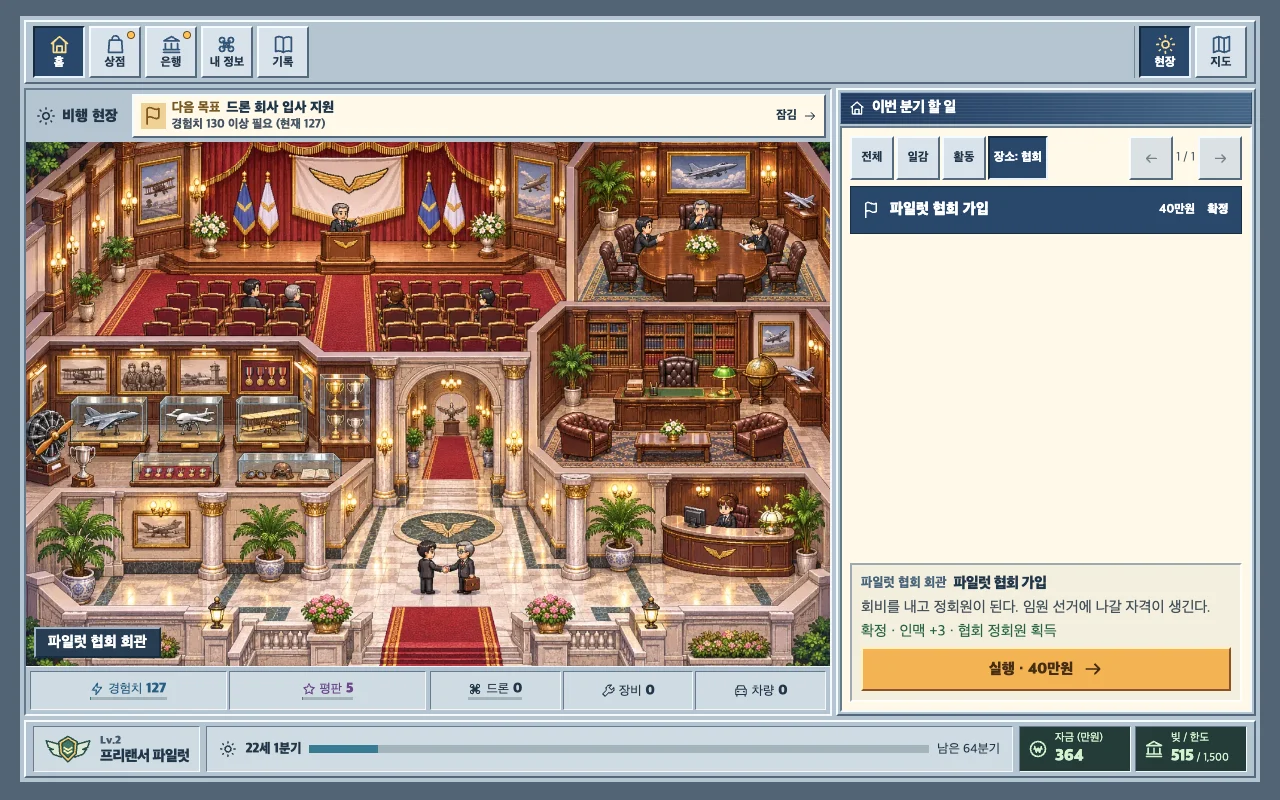 홈
상점
은행
내 정보
기록
현장
지도
비행 현장
다음 목표 드론 회사 입사 지원
경험치 130 이상 필요 (현재 127)
잠김 →
파일럿 협회 회관
경험치 127
평판 5
드론 0
장비 0
차량 0
이번 분기 할 일
전체
일감
활동
장소: 협회
←
1 / 1
→
파일럿 협회 가입
40만원 확정
파일럿 협회 회관 파일럿 협회 가입
회비를 내고 정회원이 된다. 임원 선거에 나갈 자격이 생긴다.
확정 · 인맥 +3 · 협회 정회원 획득
실행 · 40만원 →
Lv.2
프리랜서 파일럿
22세 1분기
남은 64분기
자금 (만원)
364
빚 / 한도
515 / 1,500